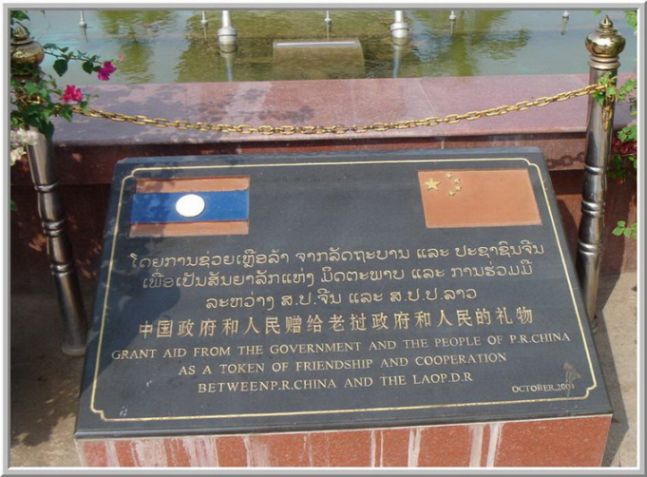 ໂດຍການຊ່ວຍເຫຼືອລ້າ ຈາກລັດຖະບານ ແລະ ປະຊາຊົນຈີນ
ເພື່ອເປັນສັນຍາລັກແຫ່ງ ມິດຕະພາບ ແລະ ການຮ່ວມມື
ລະຫວ່າງ ສ.ປ.ຈີນ ແລະ ສ.ປ.ປ.ລາວ
中国政府和人民赠给老挝政府和人民的礼物
GRANT AID FROM THE GOVERNMENT AND THE PEOPLE OF P.R.CHINA
AS A TOKEN OF FRIENDSHIP AND COOPERATION
BETWEENP.R.CHINA AND THE LAOP.D.R
OCTOBER,